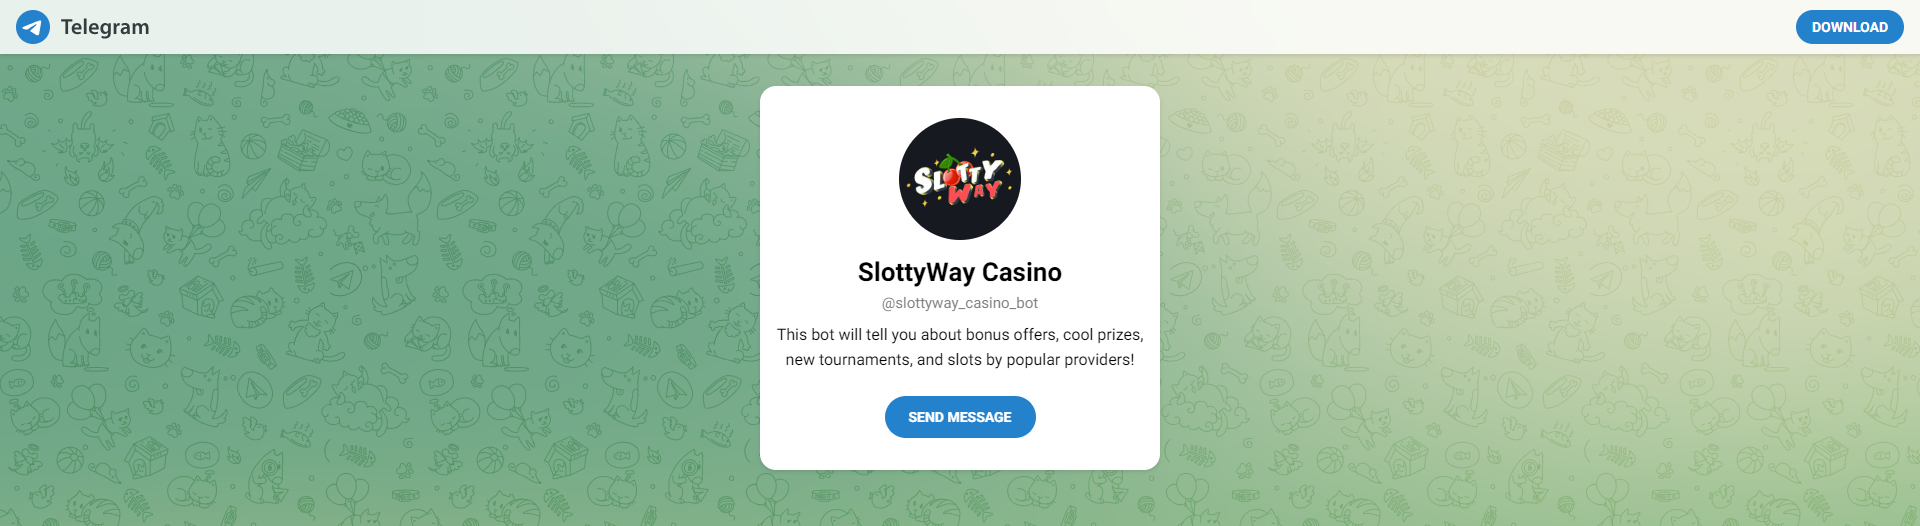 Telegram
DOWNLOAD
SLOTTY
WAY
SlottyWay Casino
@slottyway_casino_bot
This bot will tell you about bonus offers, cool prizes,
new tournaments, and slots by popular providers!
SEND MESSAGE